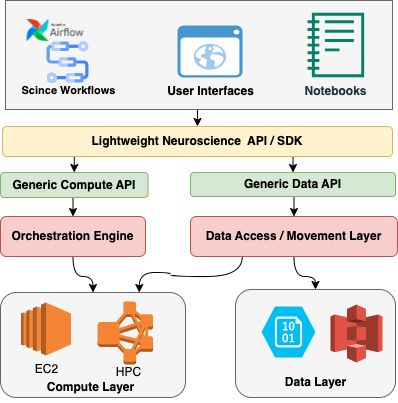 Apache
Airflow
Scince Workflows
User Interfaces
Notebooks
Lightweight Neuroscience API / SDK
Generic Compute API
Generic Data API
Orchestration Engine
Data Access / Movement Layer
EC2
HPC
Compute Layer
10
01
Data Layer